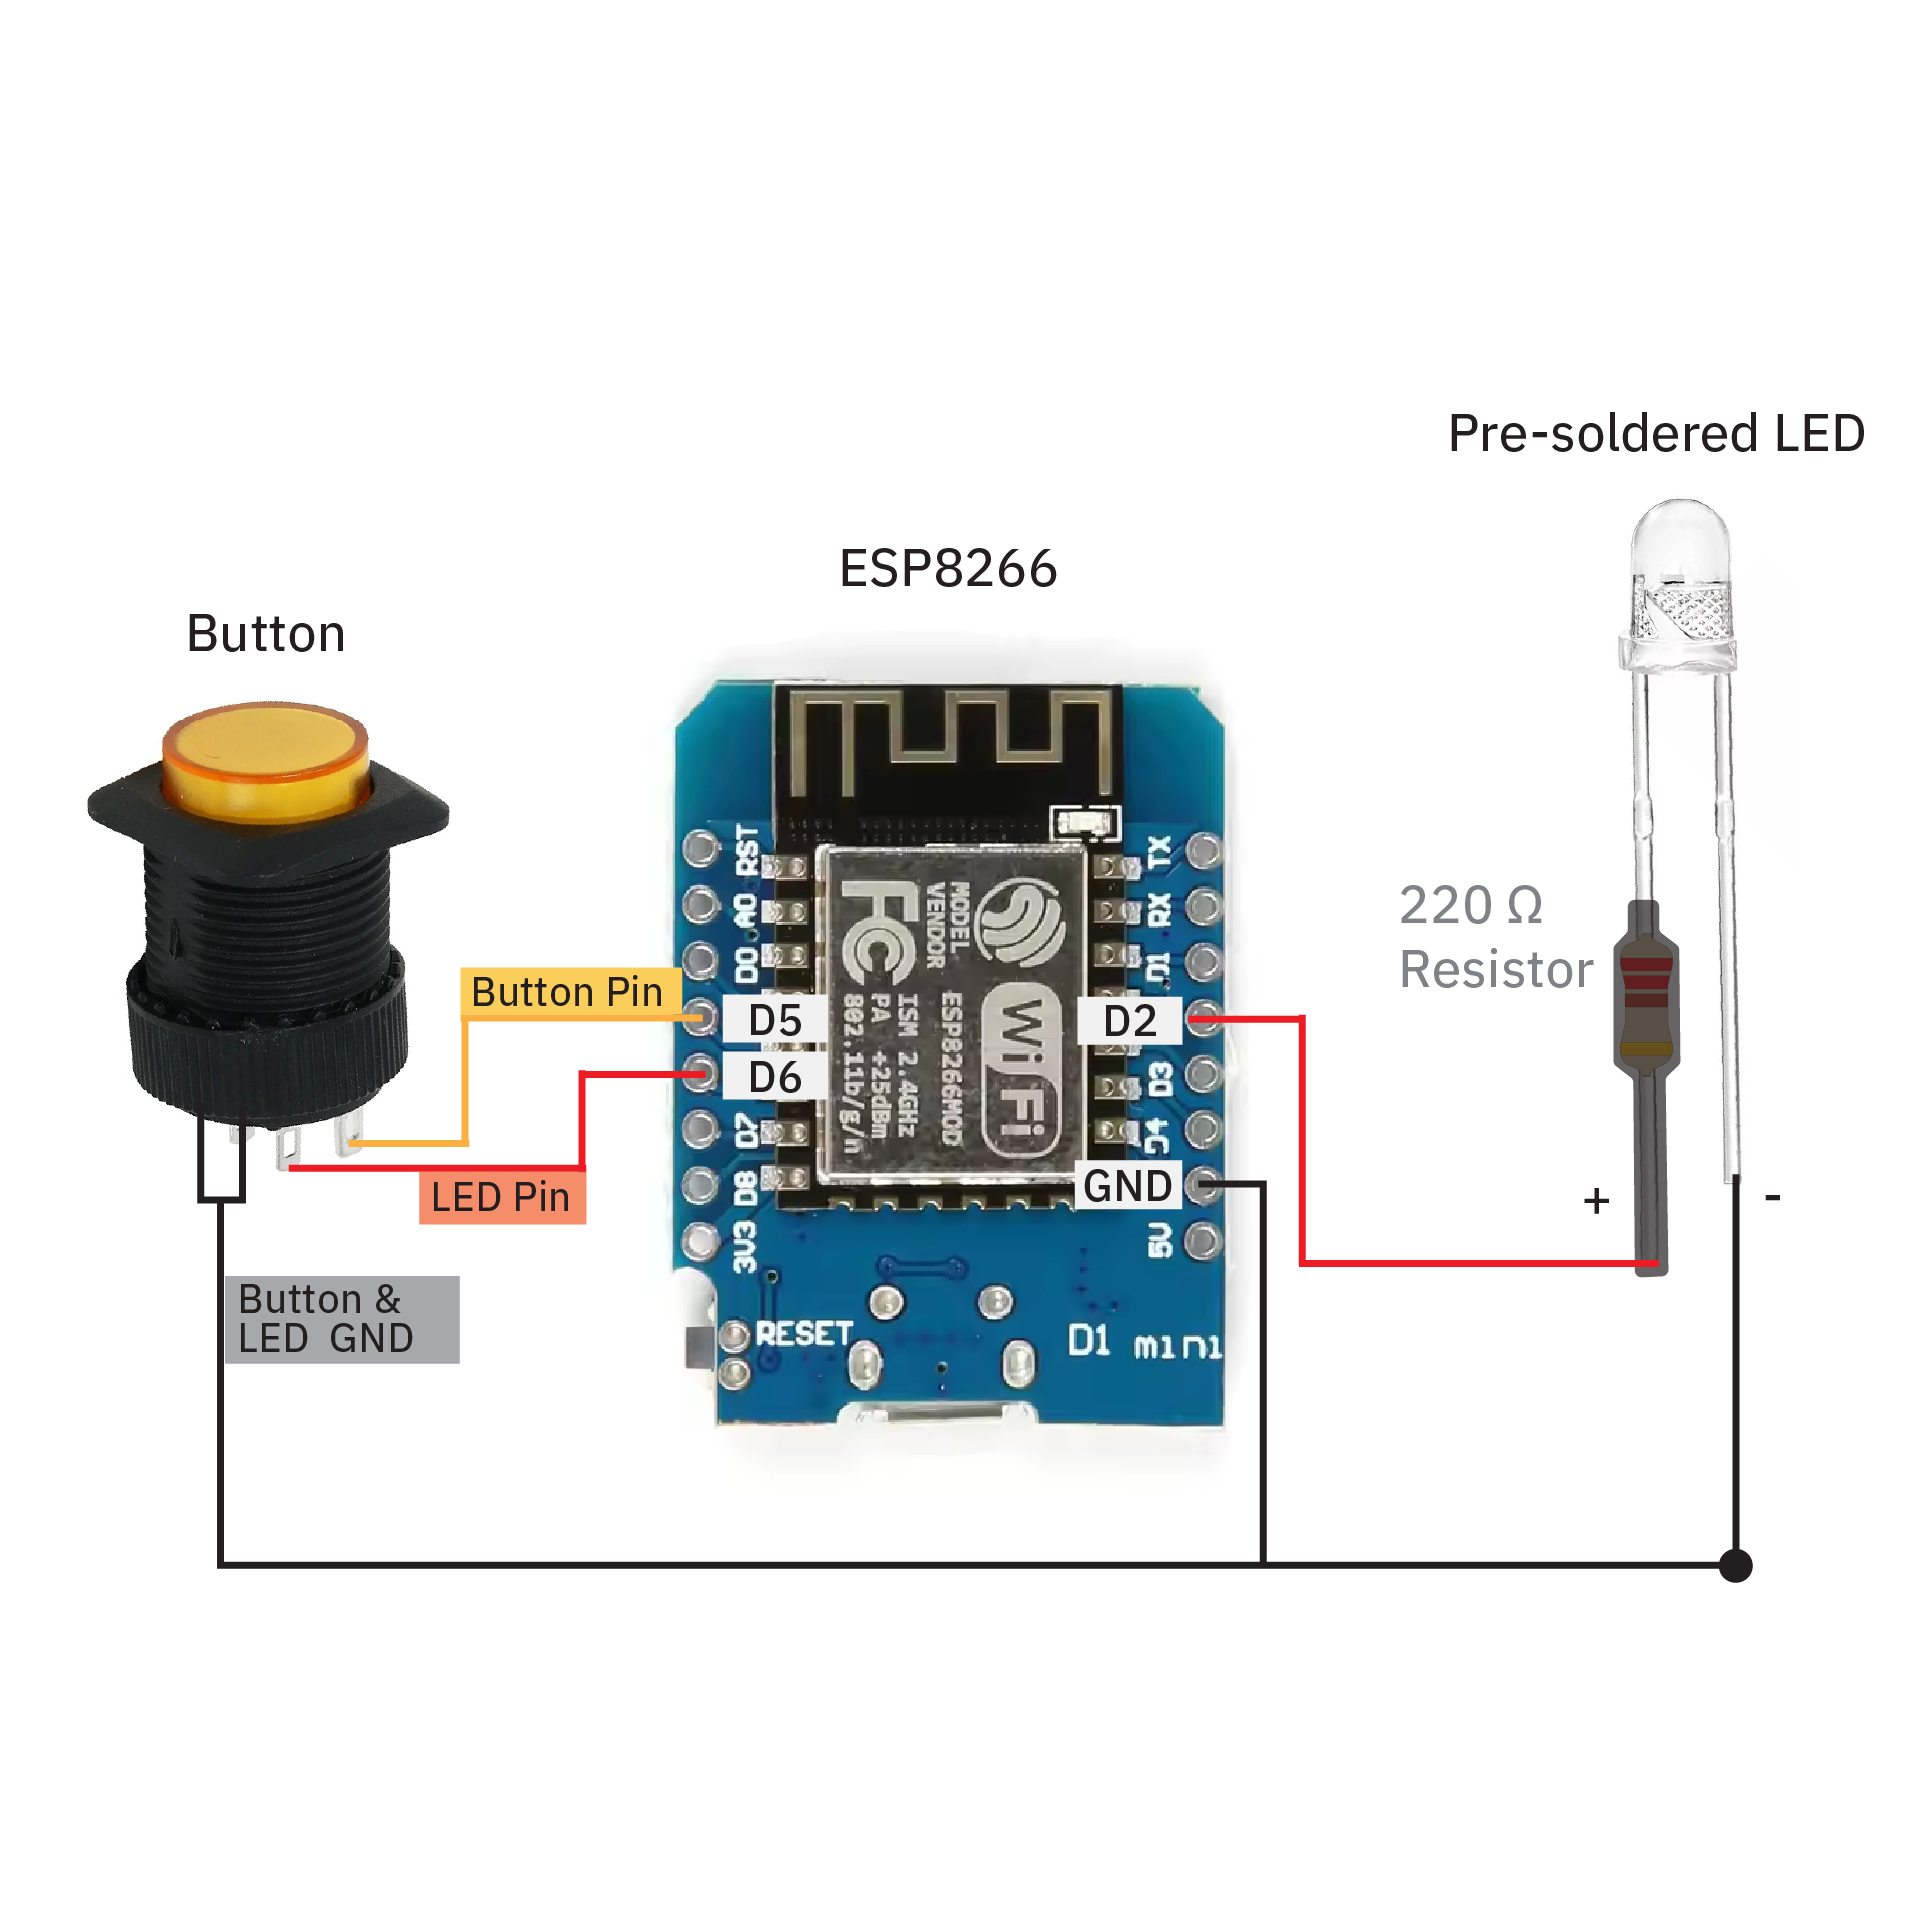 Pre-soldered LED
ESP8266
Button
RST
A0
D0
D5
D6
D7
D8
3V3
TX
RX
D1
D2
D3
D4
GND
5V
MODEL
VENDOR
ESP8266MOD
ISM 2.4GHz
PA +25dBm
802.11b/g/n
FC
WiFi
RESET
D1 mini
Button Pin
LED Pin
Button &
LED GND
220 Ω
Resistor
+
-